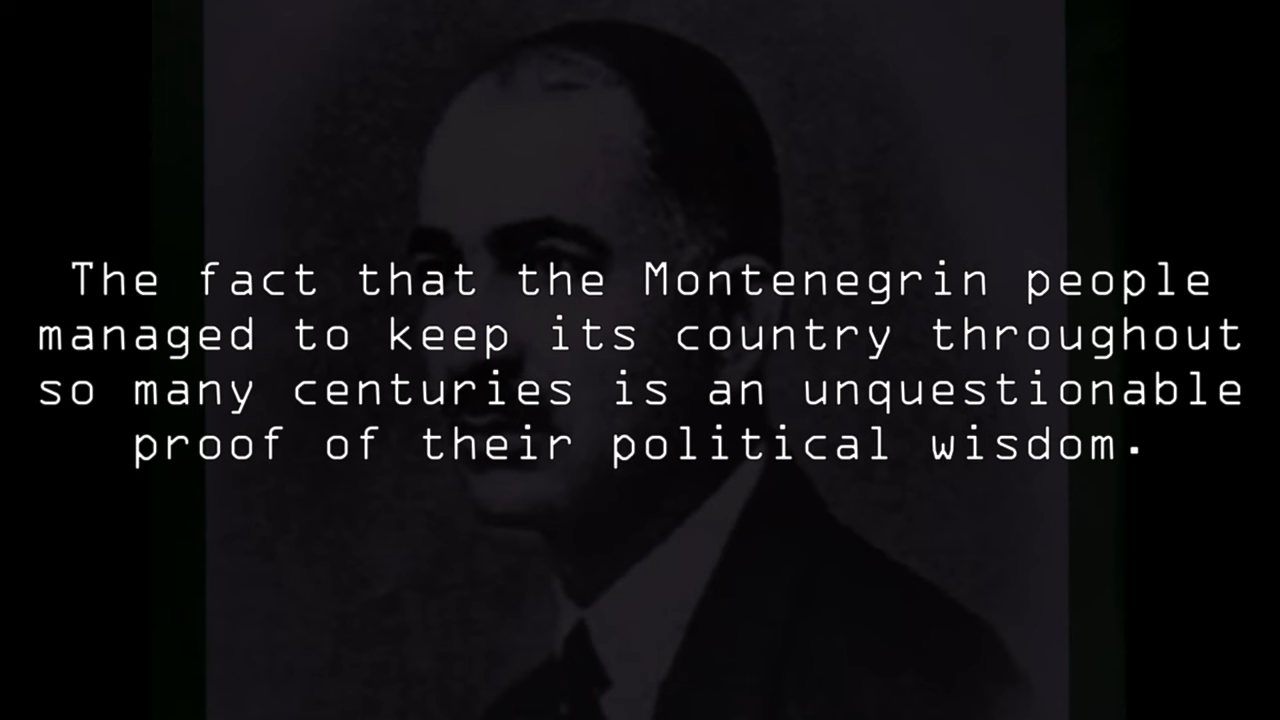 The fact that the Montenegrin people
managed to keep its country throughout
so many centuries is an unquestionable
proof of their political wisdom.